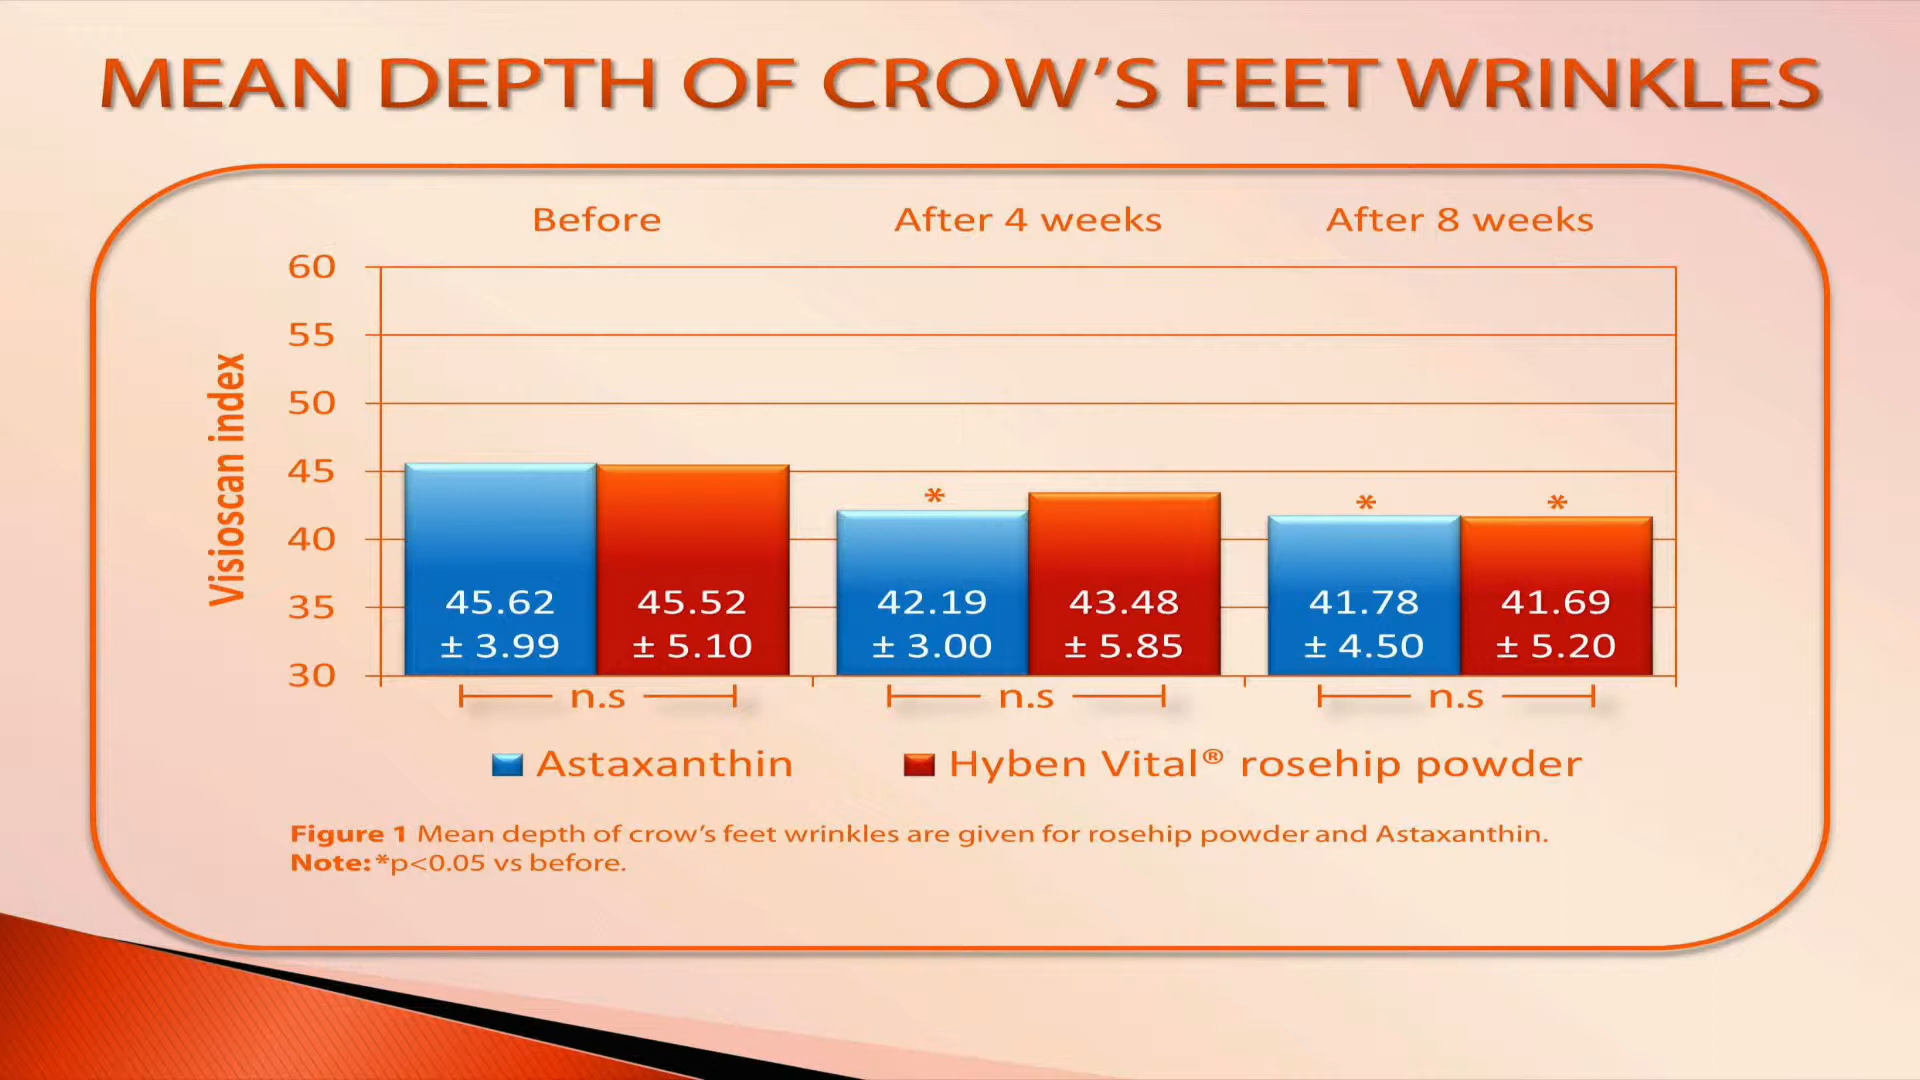 MEAN DEPTH OF CROW’S FEET WRINKLES
Before After 4 weeks After 8 weeks
60
55
50
45
40
35
30
Visioscan index
* * *
45.62 45.52 42.19 43.48 41.78 41.69
± 3.99 ± 5.10 ± 3.00 ± 5.85 ± 4.50 ± 5.20
n.s n.s n.s
Astaxanthin Hyben Vital® rosehip powder
Figure 1 Mean depth of crow’s feet wrinkles are given for rosehip powder and Astaxanthin.
Note: *p<0.05 vs before.